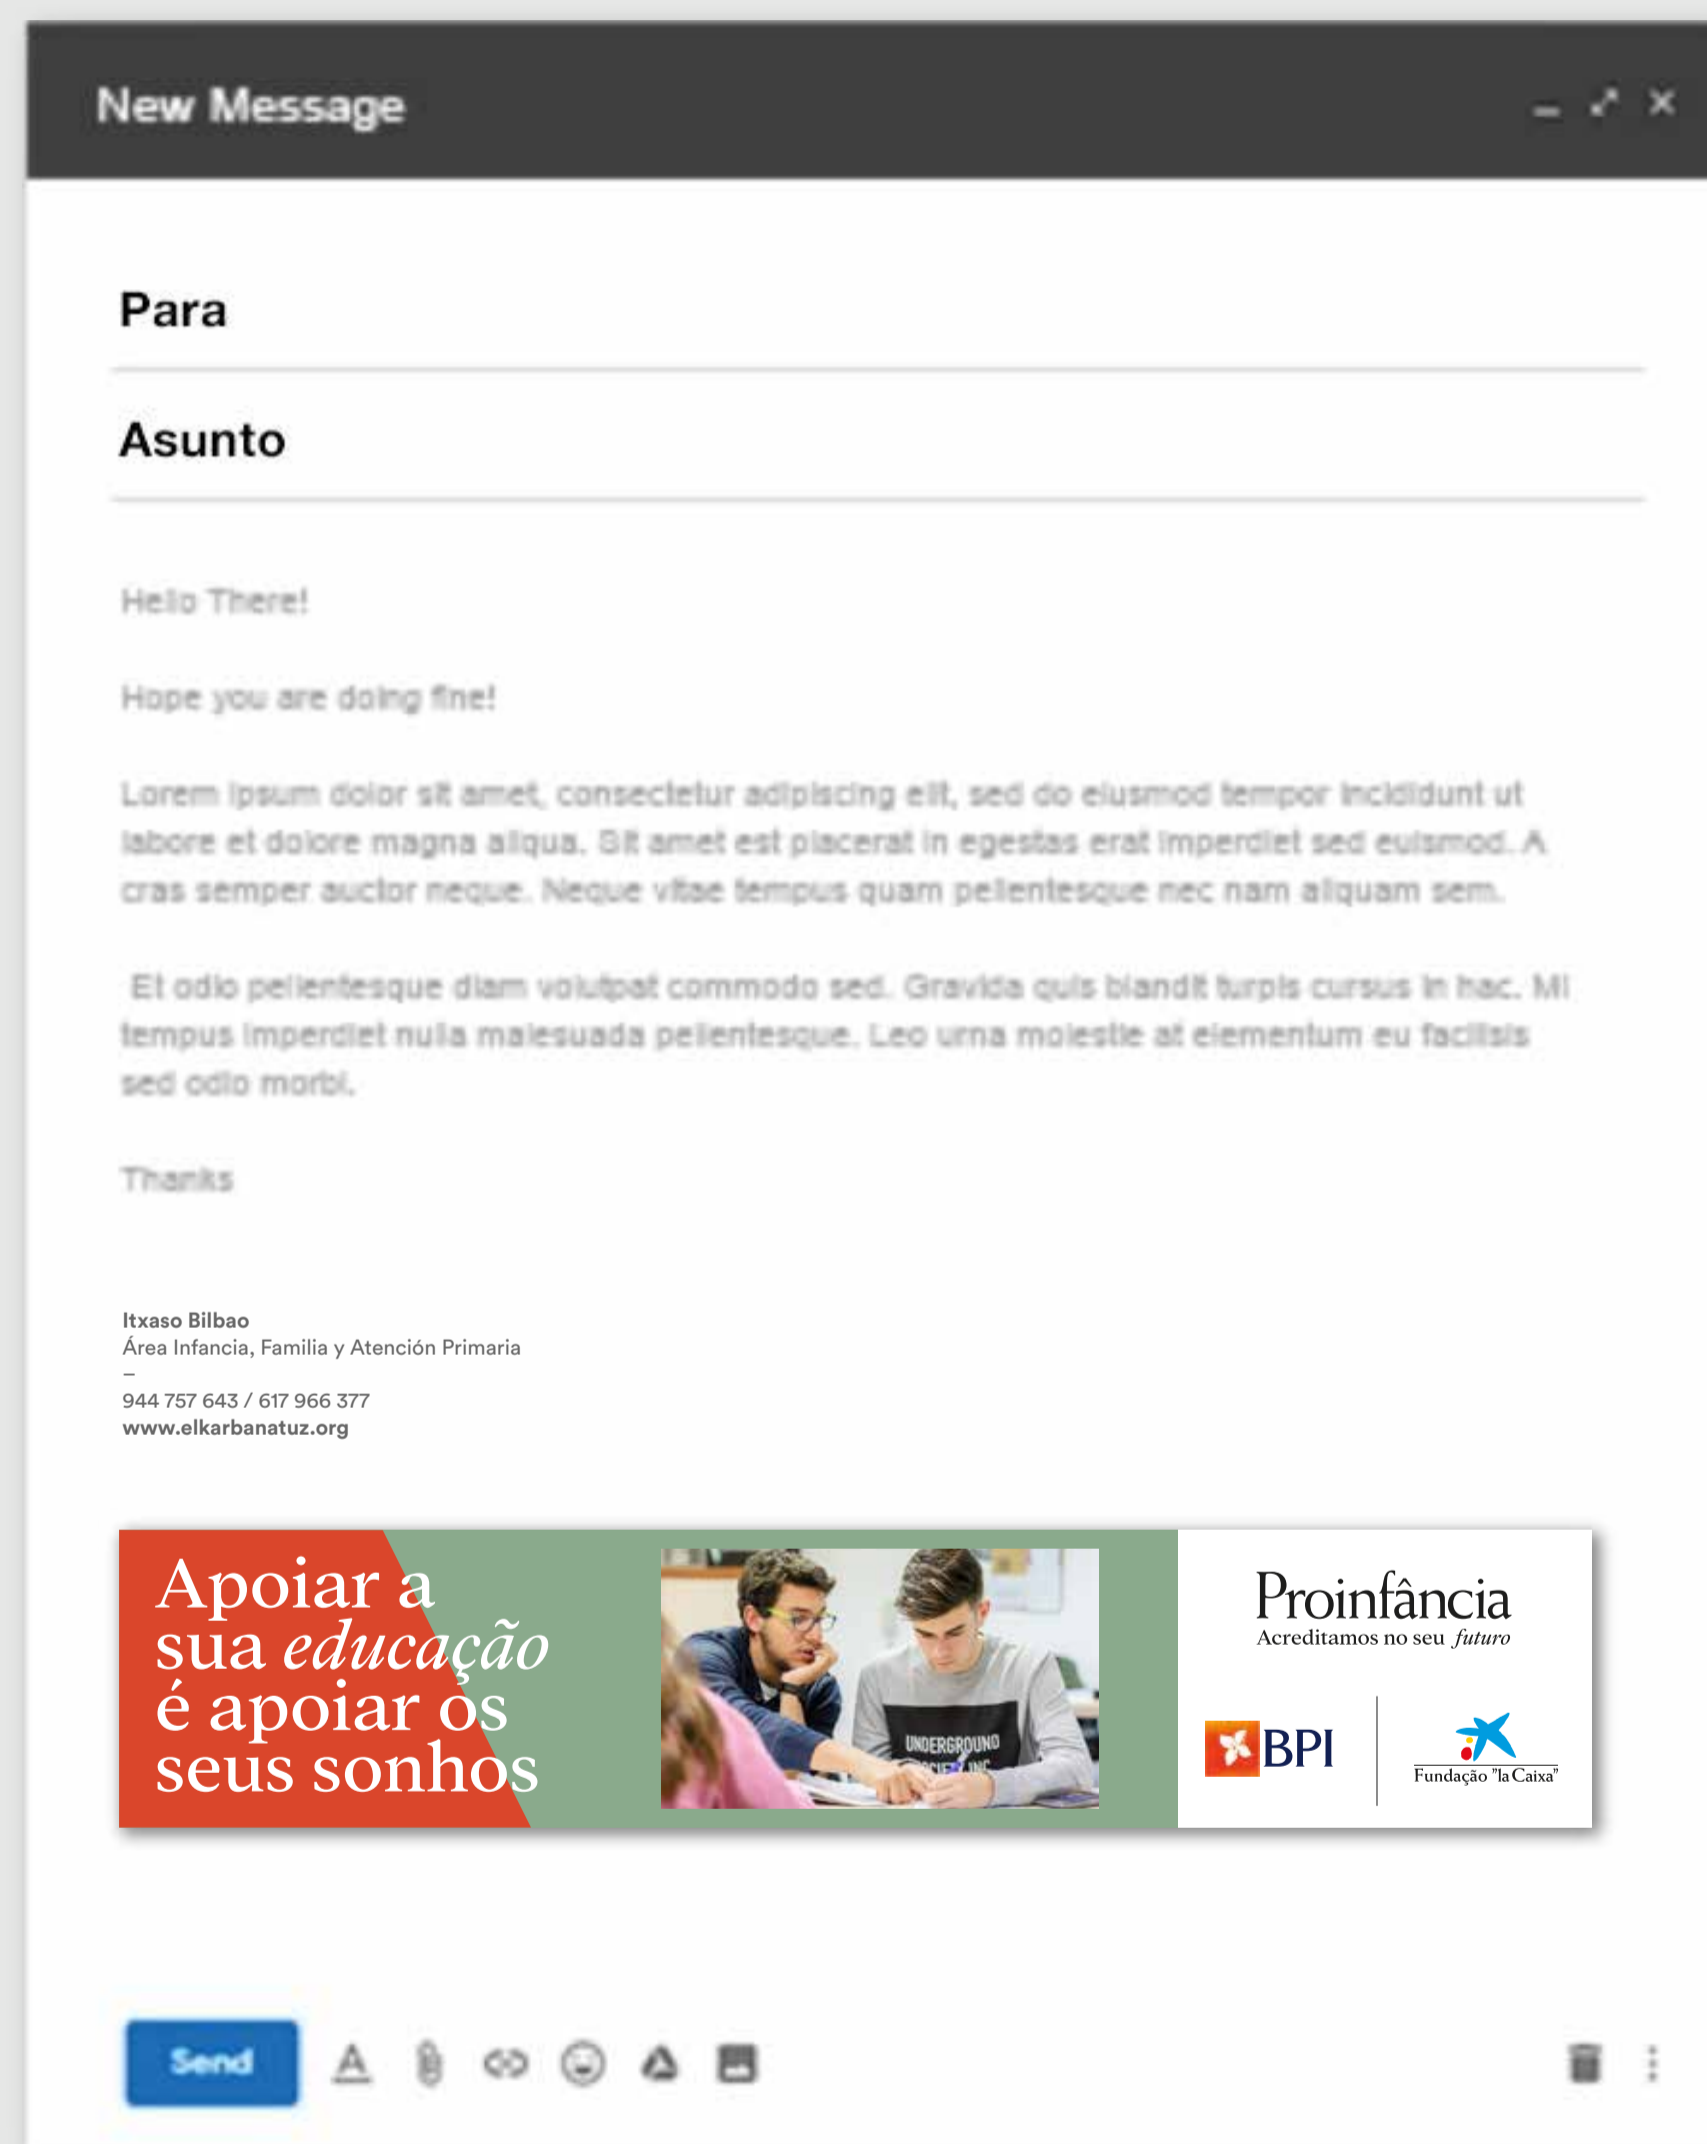 New Message
Para
Asunto
Hello There!
Hope you are doing fine!
Lorem ipsum dolor sit amet, consectetur adipiscing elit, sed do eiusmod tempor incididunt ut
labore et dolore magna aliqua. Sit amet est placerat in egestas erat imperdiet sed euismod. A
cras semper auctor neque. Neque vitae tempus quam pellentesque nec nam aliquam sem.
Et odio pellentesque diam volutpat commodo sed. Gravida quis blandit turpis cursus in hac. Mi
tempus imperdiet nulla malesuada pellentesque. Leo urna molestie at elementum eu facilisis
sed odio morbi.
Thanks
Itxaso Bilbao
Área Infancia, Familia y Atención Primaria
–
944 757 643 / 617 966 377
www.elkarbanatuz.org
Apoiar a
sua educação
é apoiar os
seus sonhos
UNDERGROUND
Proinfância
Acreditamos no seu futuro
BPI
Fundação "la Caixa"
Send